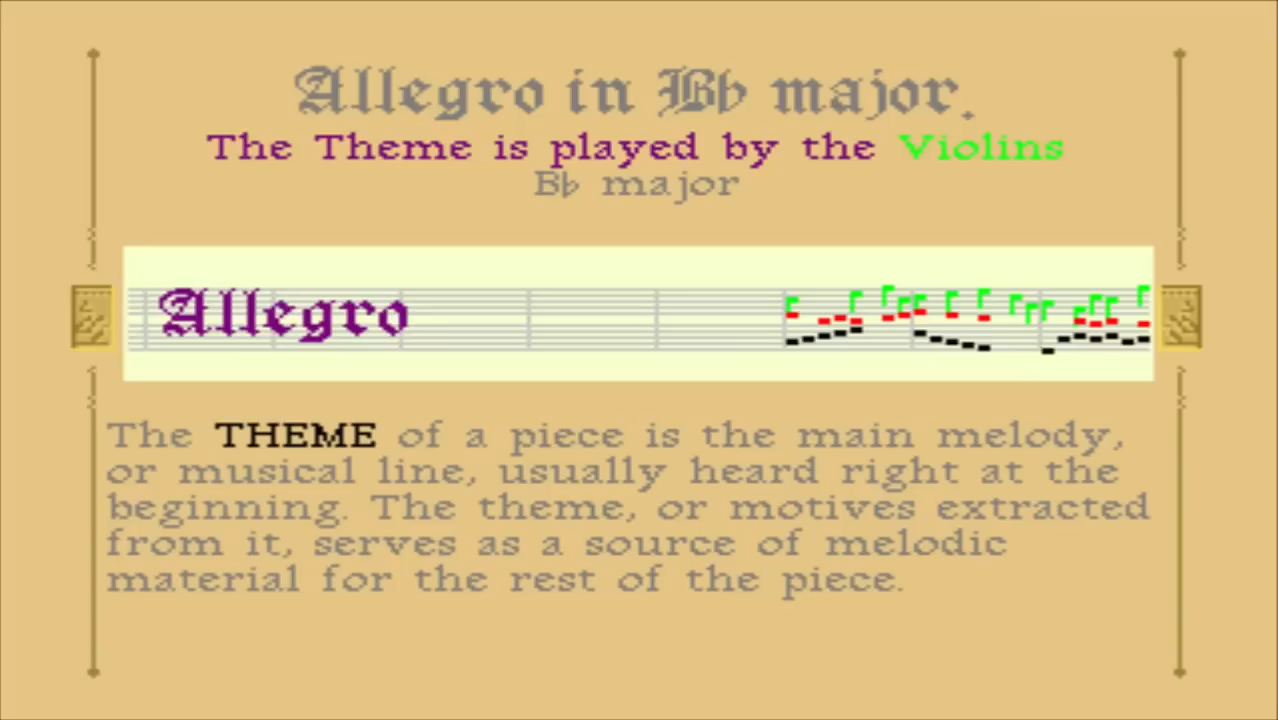 Allegro in B♭ major.
The Theme is played by the Violins
B♭ major
Allegro
The THEME of a piece is the main melody,
or musical line, usually heard right at the
beginning. The theme, or motives extracted
from it, serves as a source of melodic
material for the rest of the piece.